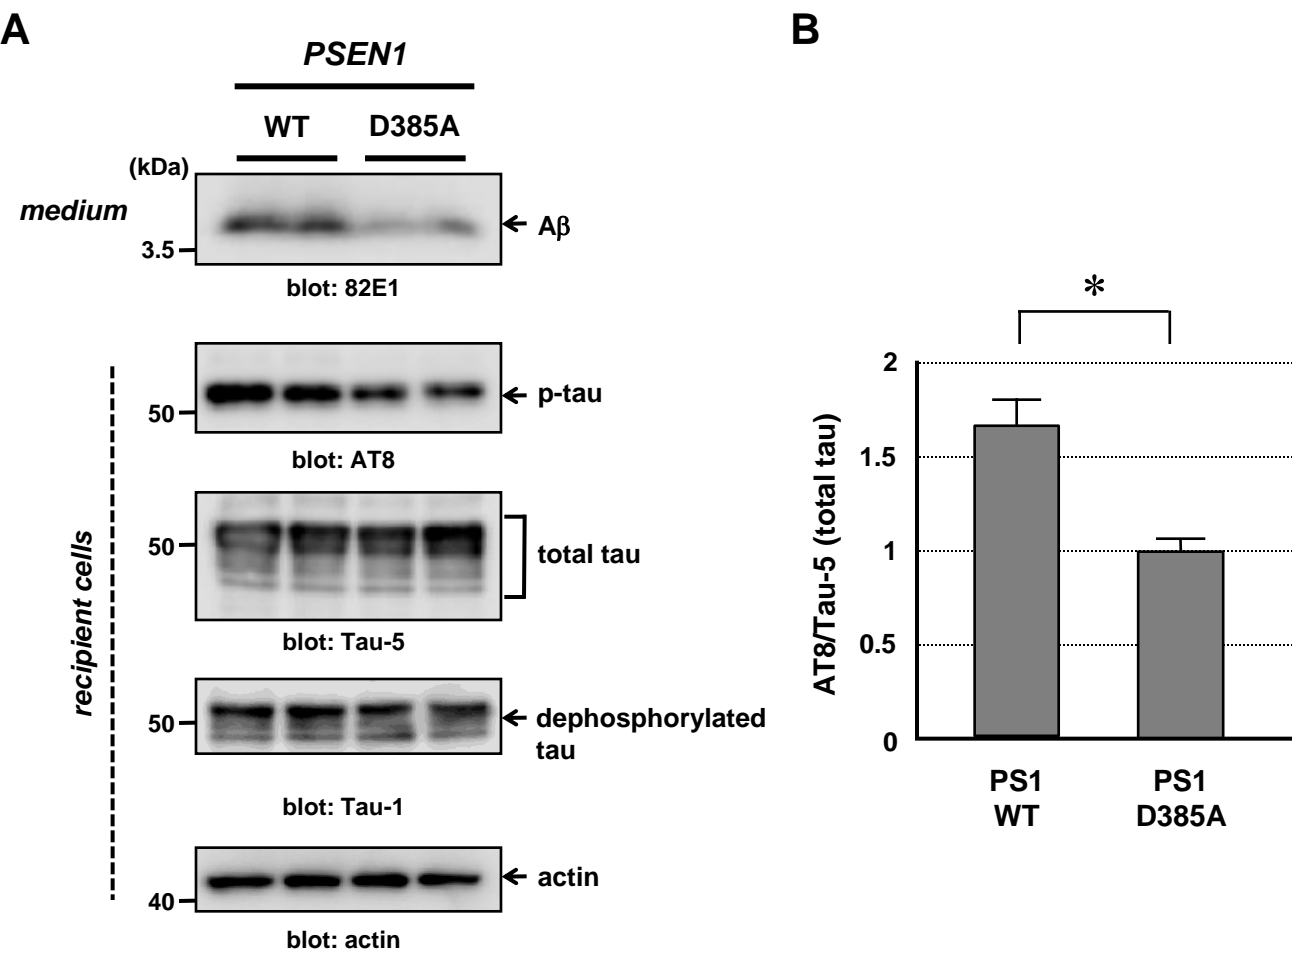 A
PSEN1
WT D385A
(kDa)
medium
Aβ
3.5
blot: 82E1
p-tau
50
blot: AT8
recipient cells
50
total tau
blot: Tau-5
50
dephosphorylated
tau
blot: Tau-1
actin
40
blot: actin
B
*
2
1.5
1
0.5
0
AT8/Tau-5 (total tau)
PS1 PS1
WT D385A